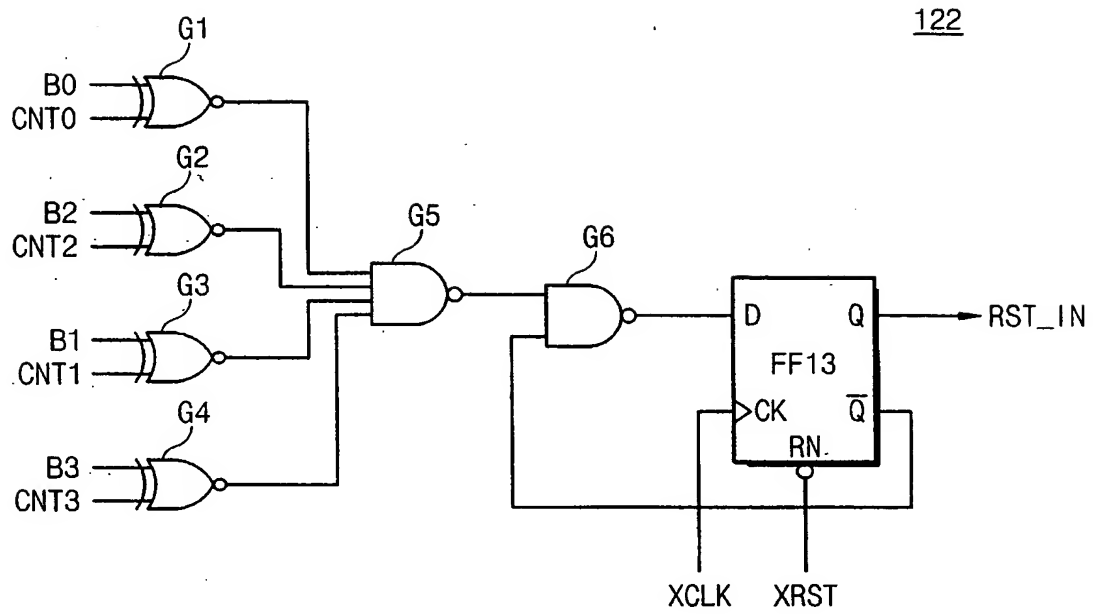 122
G1
B0
CNT0
G2
B2
CNT2
G5
G6
G3
B1
CNT1
D
Q
RST_IN
FF13
CK
Q̅
RN
G4
B3
CNT3
XCLK
XRST